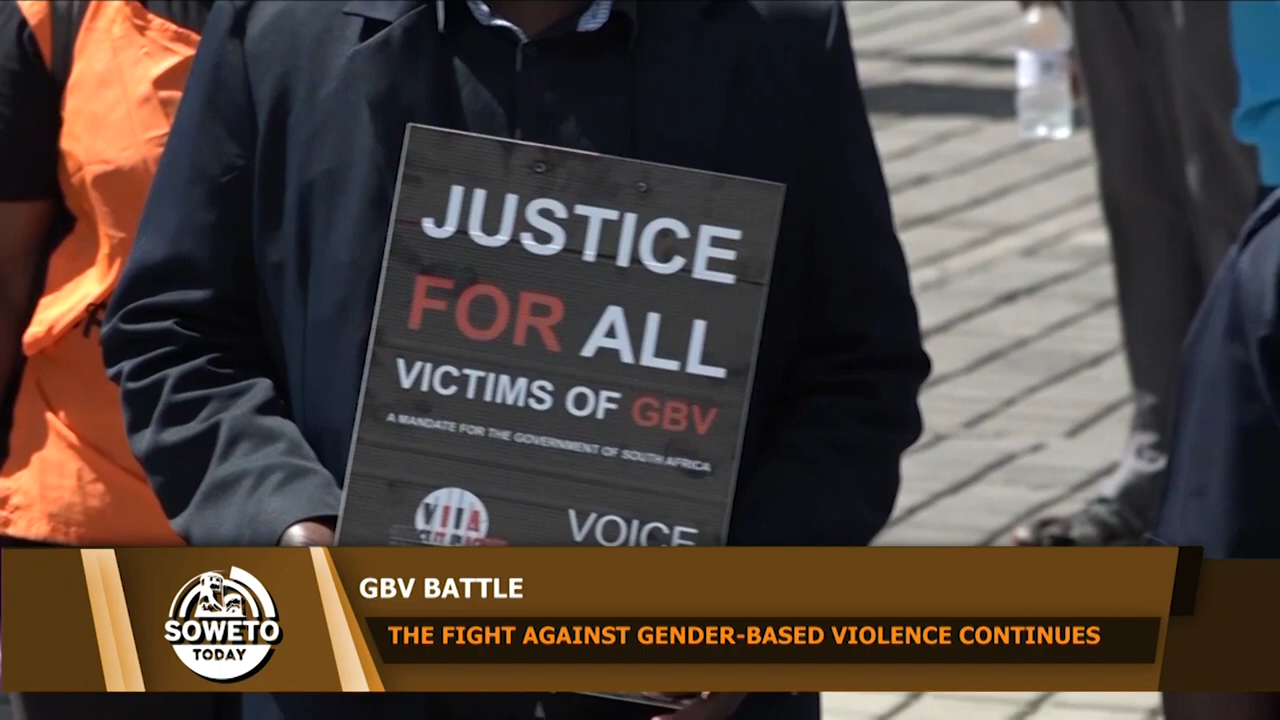 JUSTICE
FOR ALL
VICTIMS OF GBV
A MANDATE FOR THE GOVERNMENT OF SOUTH AFRICA
VOICE
GBV BATTLE
THE FIGHT AGAINST GENDER-BASED VIOLENCE CONTINUES
SOWETO
TODAY